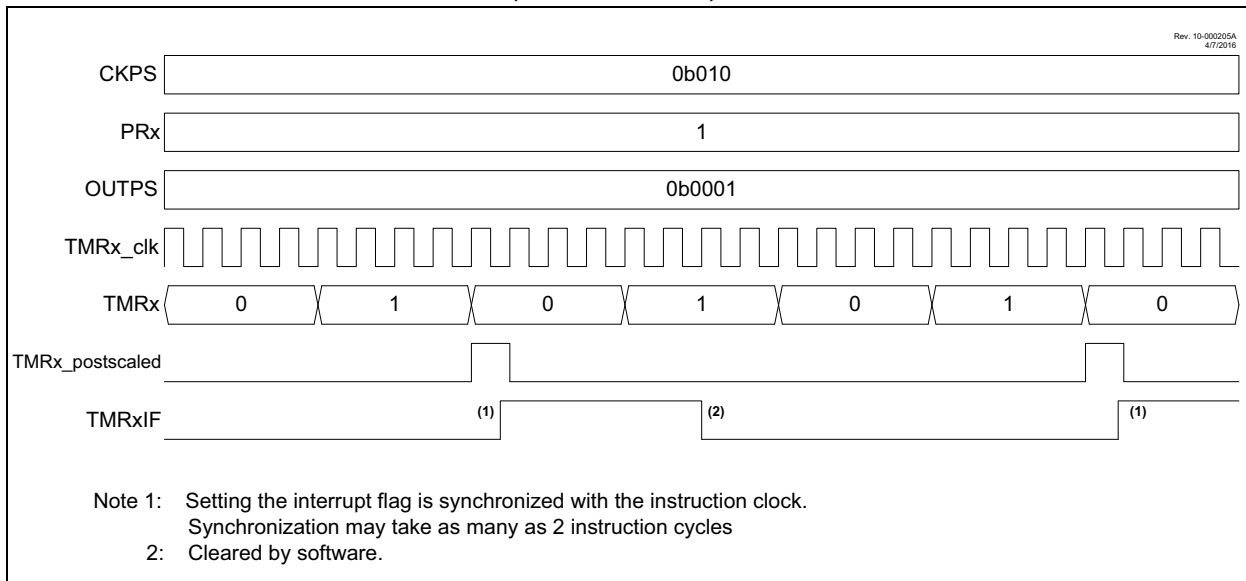 Rev. 10-000205A
4/7/2016
CKPS 0b010
PRx 1
OUTPS 0b0001
TMRx_clk
TMRx 0 1 0 1 0 1 0
TMRx_postscaled
TMRxIF (1) (2) (1)
Note 1: Setting the interrupt flag is synchronized with the instruction clock.
Synchronization may take as many as 2 instruction cycles
2: Cleared by software.